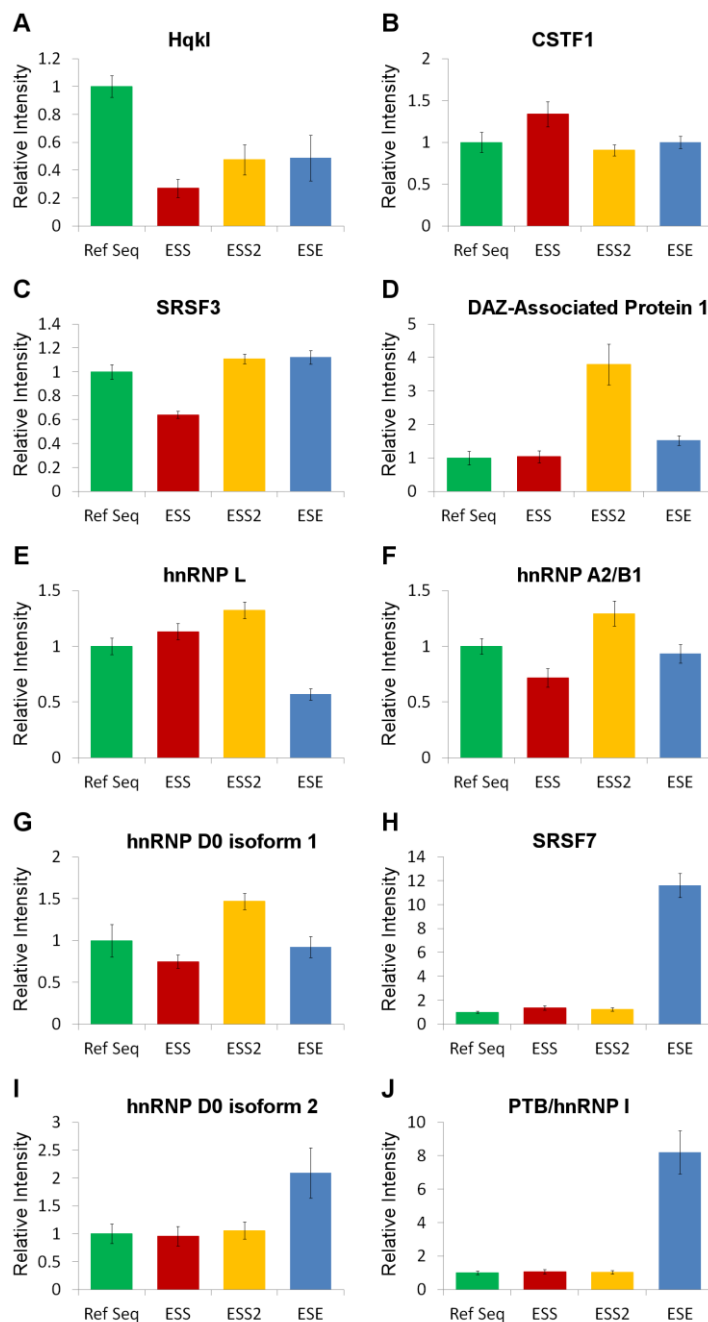 A
HqkI
Relative Intensity
1.2
1
0.8
0.6
0.4
0.2
0
Ref Seq ESS ESS2 ESE
B
CSTF1
Relative Intensity
2
1.5
1
0.5
0
Ref Seq ESS ESS2 ESE
C
SRSF3
Relative Intensity
1.4
1.2
1
0.8
0.6
0.4
0.2
0
Ref Seq ESS ESS2 ESE
D
DAZ-Associated Protein 1
Relative Intensity
5
4
3
2
1
0
Ref Seq ESS ESS2 ESE
E
hnRNP L
Relative Intensity
1.5
1
0.5
0
Ref Seq ESS ESS2 ESE
F
hnRNP A2/B1
Relative Intensity
1.5
1
0.5
0
Ref Seq ESS ESS2 ESE
G
hnRNP D0 isoform 1
Relative Intensity
2
1.5
1
0.5
0
Ref Seq ESS ESS2 ESE
H
SRSF7
Relative Intensity
14
12
10
8
6
4
2
0
Ref Seq ESS ESS2 ESE
I
hnRNP D0 isoform 2
Relative Intensity
3
2.5
2
1.5
1
0.5
0
Ref Seq ESS ESS2 ESE
J
PTB/hnRNP I
Relative Intensity
10
8
6
4
2
0
Ref Seq ESS ESS2 ESE